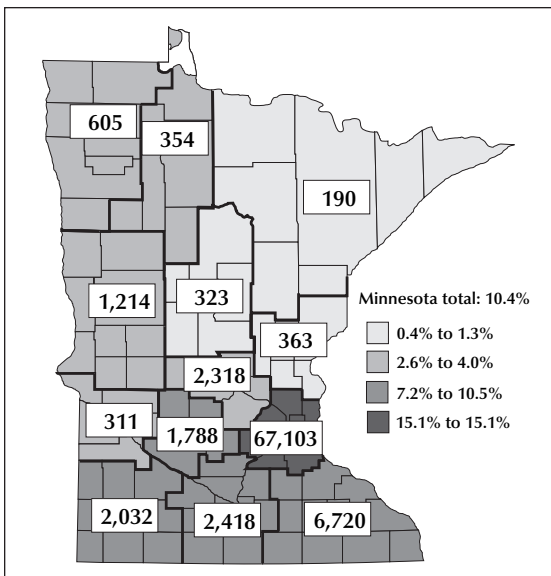 605
354
190
1,214
323
Minnesota total: 10.4%
0.4% to 1.3%
363
2.6% to 4.0%
2,318
7.2% to 10.5%
311
1,788
67,103
15.1% to 15.1%
2,032
2,418
6,720